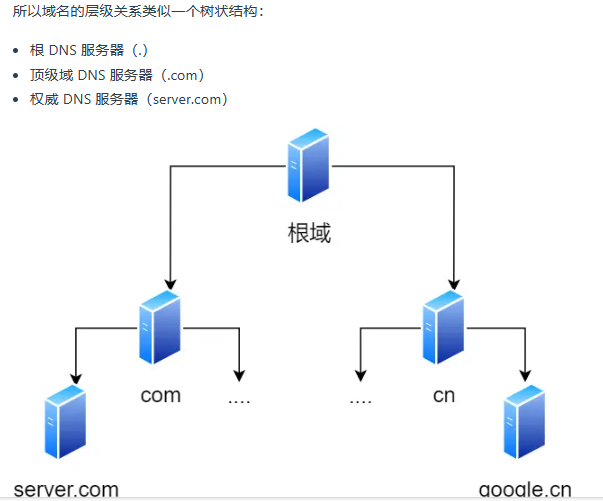 所以域名的层级关系类似一个树状结构：
• 根 DNS 服务器（.）
• 顶级域 DNS 服务器（.com）
• 权威 DNS 服务器（server.com）
根域
com .... .... cn
server.com google.cn